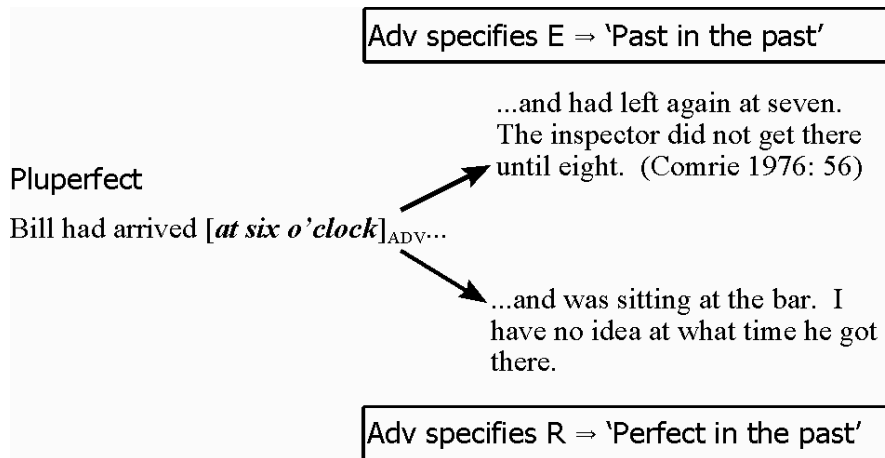 Adv specifies E ⇒ ‘Past in the past’
...and had left again at seven.
The inspector did not get there
until eight. (Comrie 1976: 56)
Pluperfect
Bill had arrived [at six o’clock]ADV...
...and was sitting at the bar. I
have no idea at what time he got
there.
Adv specifies R ⇒ ‘Perfect in the past’